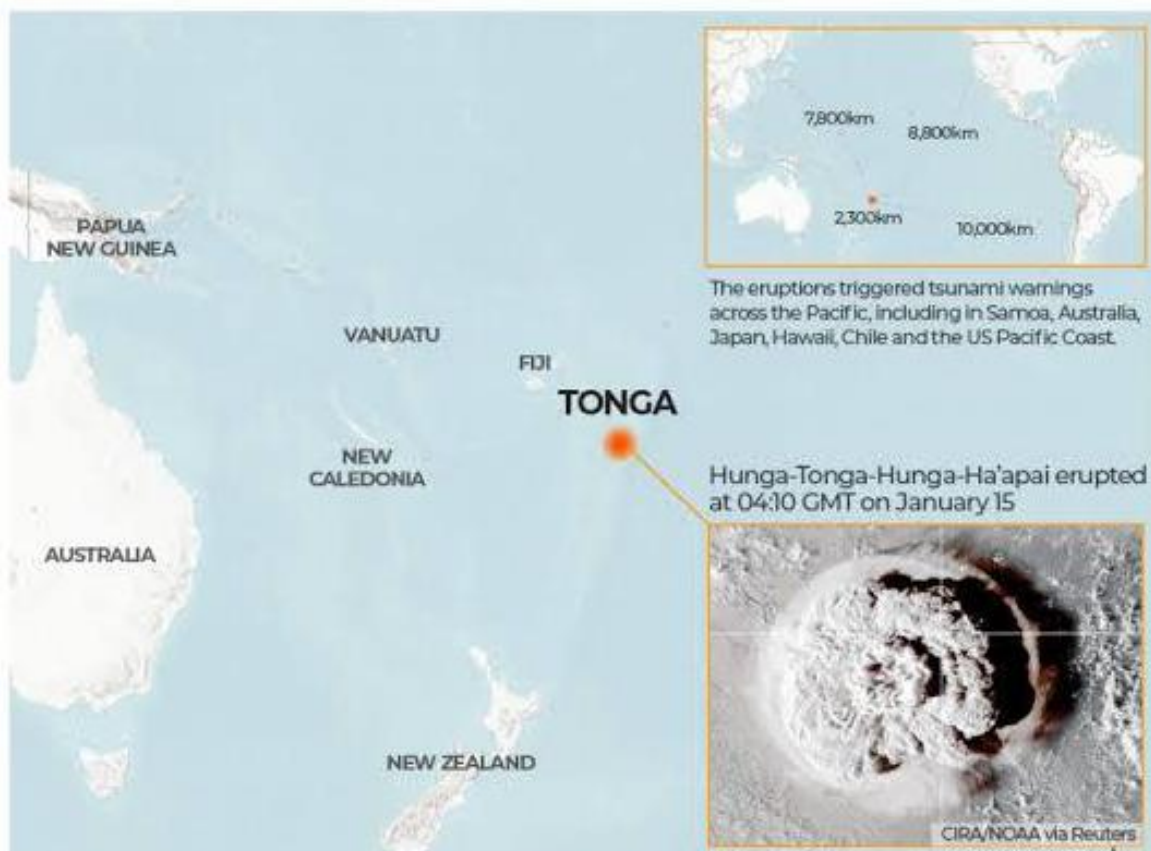 7,800km
8,800km
2,300km
10,000km
The eruptions triggered tsunami warnings
across the Pacific, including in Samoa, Australia,
Japan, Hawaii, Chile and the US Pacific Coast.
PAPUA
NEW GUINEA
VANUATU
FIJI
TONGA
NEW
CALEDONIA
Hunga-Tonga-Hunga-Ha'apai erupted
at 04:10 GMT on January 15
AUSTRALIA
NEW ZEALAND
CIRA/NOAA via Reuters